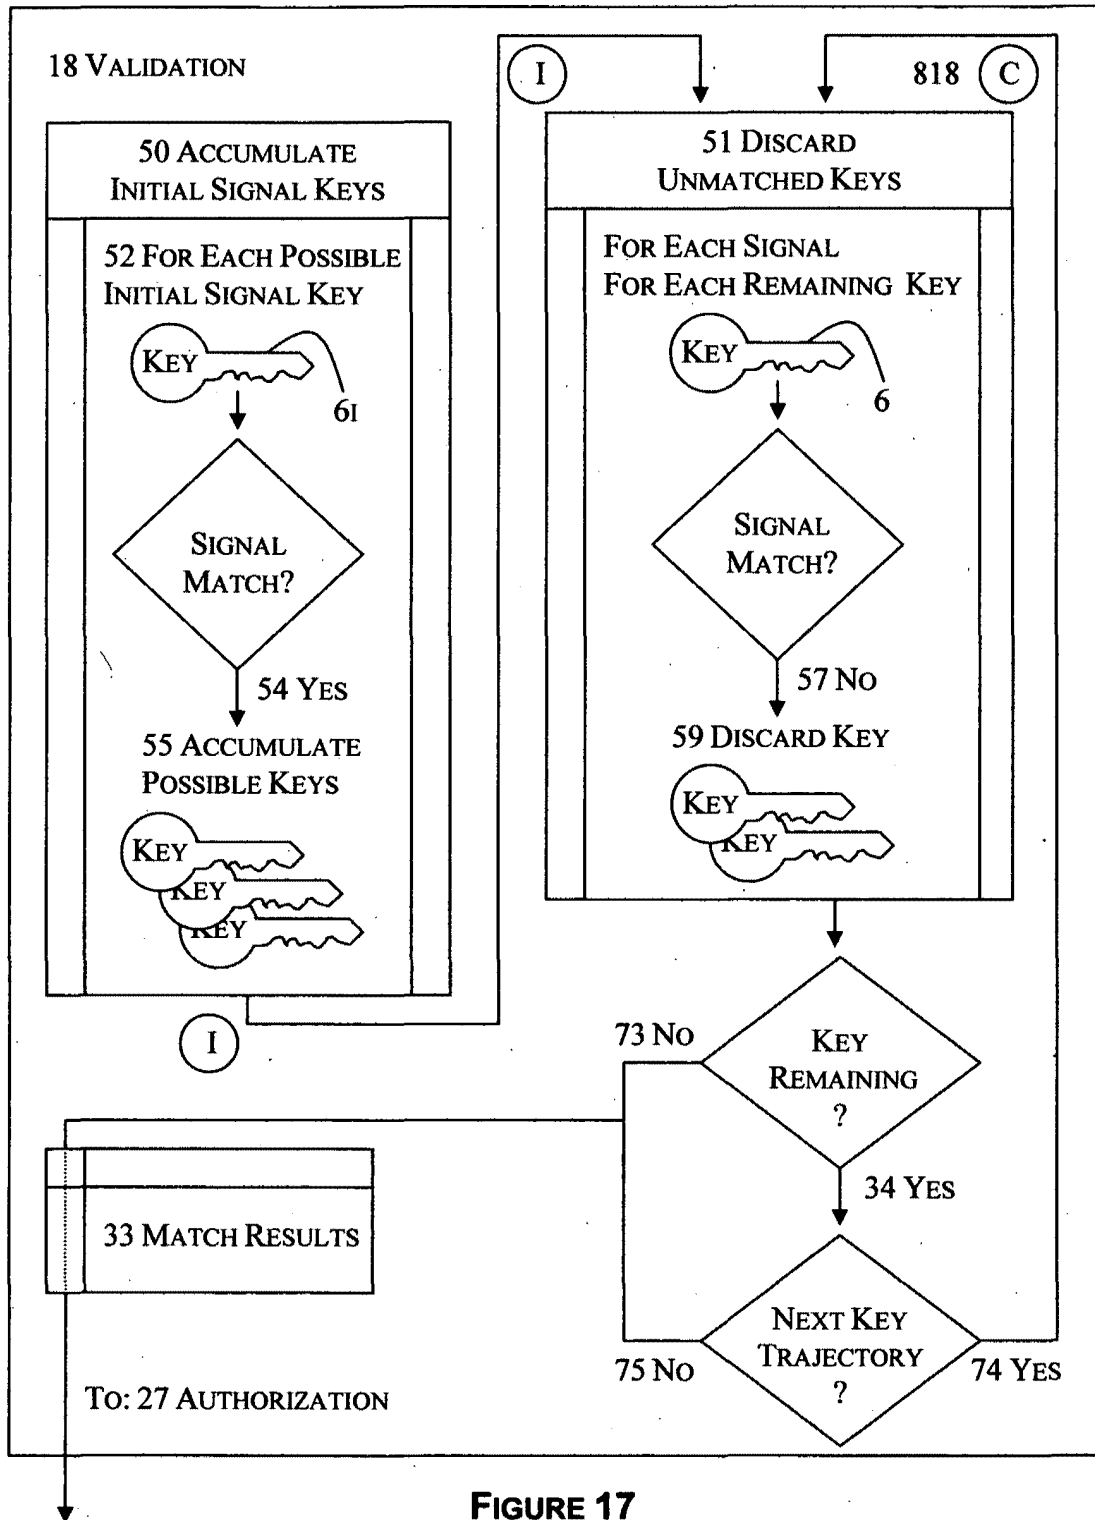 18 VALIDATION
50 ACCUMULATE
INITIAL SIGNAL KEYS
52 FOR EACH POSSIBLE
INITIAL SIGNAL KEY
KEY
6I
SIGNAL
MATCH?
54 YES
55 ACCUMULATE
POSSIBLE KEYS
KEY
KEY
KEY
I
I
818
C
51 DISCARD
UNMATCHED KEYS
FOR EACH SIGNAL
FOR EACH REMAINING KEY
KEY
6
SIGNAL
MATCH?
57 NO
59 DISCARD KEY
KEY
KEY
73 NO
KEY
REMAINING
?
34 YES
33 MATCH RESULTS
NEXT KEY
TRAJECTORY
?
75 NO
74 YES
TO: 27 AUTHORIZATION
FIGURE 17